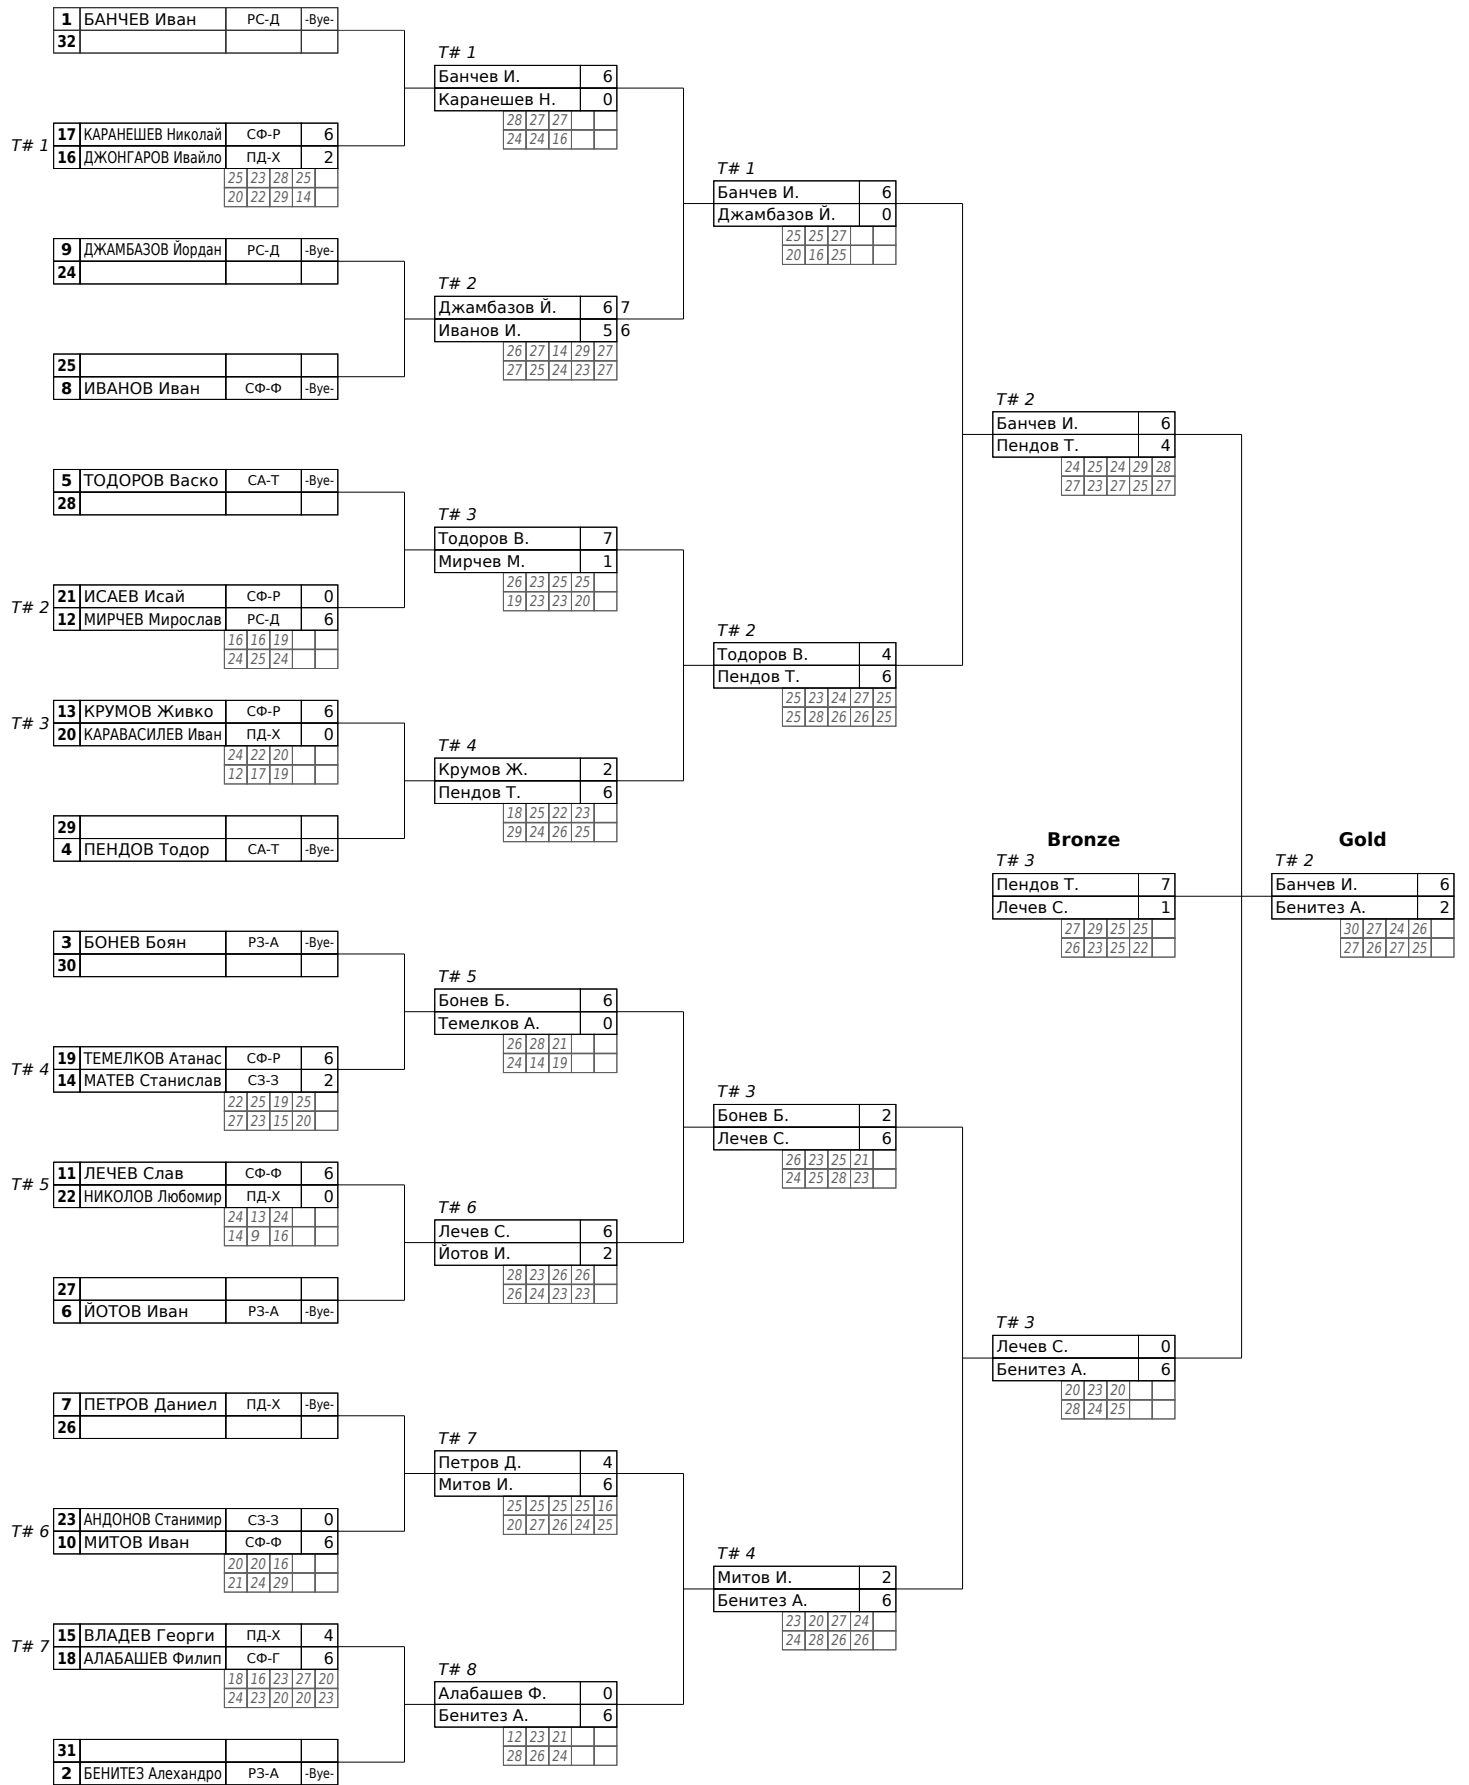 1 БАНЧЕВ Иван РС-Д -Bye-
32
T# 1
Банчев И. 6
Каранешев Н. 0
28 27 27
24 24 16
T# 1
17 КАРАНЕШЕВ Николай СФ-Р 6
16 ДЖОНГАРОВ Ивайло ПД-Х 2
25 23 28 25
20 22 29 14
T# 1
Банчев И. 6
Джамбазов Й. 0
25 25 27
20 16 25
9 ДЖАМБАЗОВ Йордан РС-Д -Bye-
24
T# 2
Джамбазов Й. 6 7
Иванов И. 5 6
26 27 14 29 27
27 25 24 23 27
25
8 ИВАНОВ Иван СФ-Ф -Bye-
T# 2
Банчев И. 6
Пендов Т. 4
24 25 24 29 28
27 23 27 25 27
5 ТОДОРОВ Васко СА-Т -Bye-
28
T# 3
Тодоров В. 7
Мирчев М. 1
26 23 25 25
19 23 23 20
T# 2
21 ИСАЕВ Исай СФ-Р 0
12 МИРЧЕВ Мирослав РС-Д 6
16 16 19
24 25 24
T# 2
Тодоров В. 4
Пендов Т. 6
25 23 24 27 25
25 28 26 26 25
T# 3
13 КРУМОВ Живко СФ-Р 6
20 КАРАВАСИЛЕВ Иван ПД-Х 0
24 22 20
12 17 19
T# 4
Крумов Ж. 2
Пендов Т. 6
18 25 22 23
29 24 26 25
29
4 ПЕНДОВ Тодор СА-Т -Bye-
Bronze
T# 3
Пендов Т. 7
Лечев С. 1
27 29 25 25
26 23 25 22
Gold
T# 2
Банчев И. 6
Бенитез А. 2
30 27 24 26
27 26 27 25
3 БОНЕВ Боян РЗ-А -Bye-
30
T# 5
Бонев Б. 6
Темелков А. 0
26 28 21
24 14 19
T# 4
19 ТЕМЕЛКОВ Атанас СФ-Р 6
14 МАТЕВ Станислав СЗ-З 2
22 25 19 25
27 23 15 20
T# 3
Бонев Б. 2
Лечев С. 6
26 23 25 21
24 25 28 23
T# 5
11 ЛЕЧЕВ Слав СФ-Ф 6
22 НИКОЛОВ Любомир ПД-Х 0
24 13 24
14 9 16
T# 6
Лечев С. 6
Йотов И. 2
28 23 26 26
26 24 23 23
27
6 ЙОТОВ Иван РЗ-А -Bye-
T# 3
Лечев С. 0
Бенитез А. 6
20 23 20
28 24 25
7 ПЕТРОВ Даниел ПД-Х -Bye-
26
T# 7
Петров Д. 4
Митов И. 6
25 25 25 25 16
20 27 26 24 25
T# 6
23 АНДОНОВ Станимир СЗ-З 0
10 МИТОВ Иван СФ-Ф 6
20 20 16
21 24 29
T# 4
Митов И. 2
Бенитез А. 6
23 20 27 24
24 28 26 26
T# 7
15 ВЛАДЕВ Георги ПД-Х 4
18 АЛАБАШЕВ Филип СФ-Г 6
18 16 23 27 20
24 23 20 20 23
T# 8
Алабашев Ф. 0
Бенитез А. 6
12 23 21
28 26 24
31
2 БЕНИТЕЗ Алехандро РЗ-А -Bye-